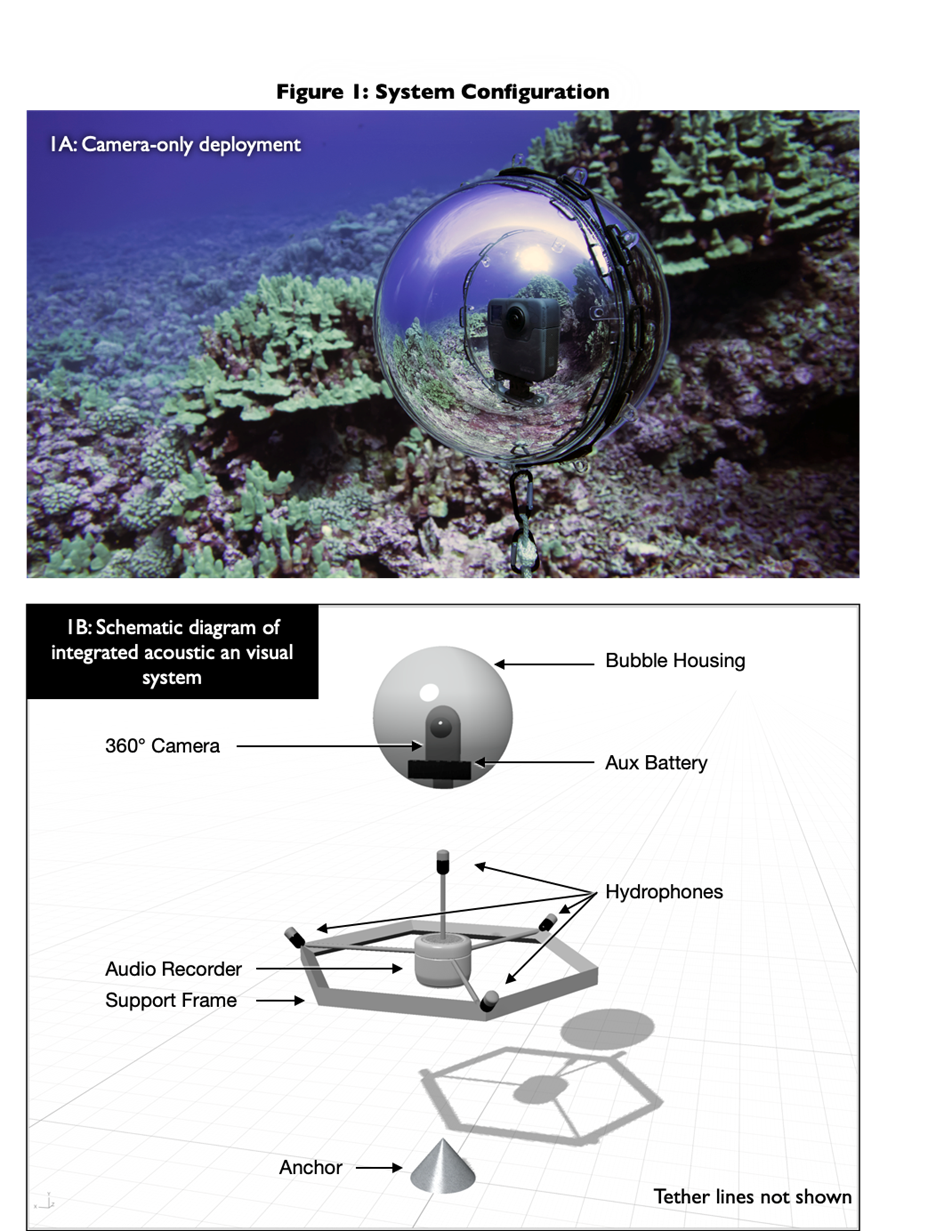 Figure 1: System Configuration
1A: Camera-only deployment
1B: Schematic diagram of
integrated acoustic an visual
system
Bubble Housing
360° Camera
Aux Battery
Hydrophones
Audio Recorder
Support Frame
Anchor
Tether lines not shown